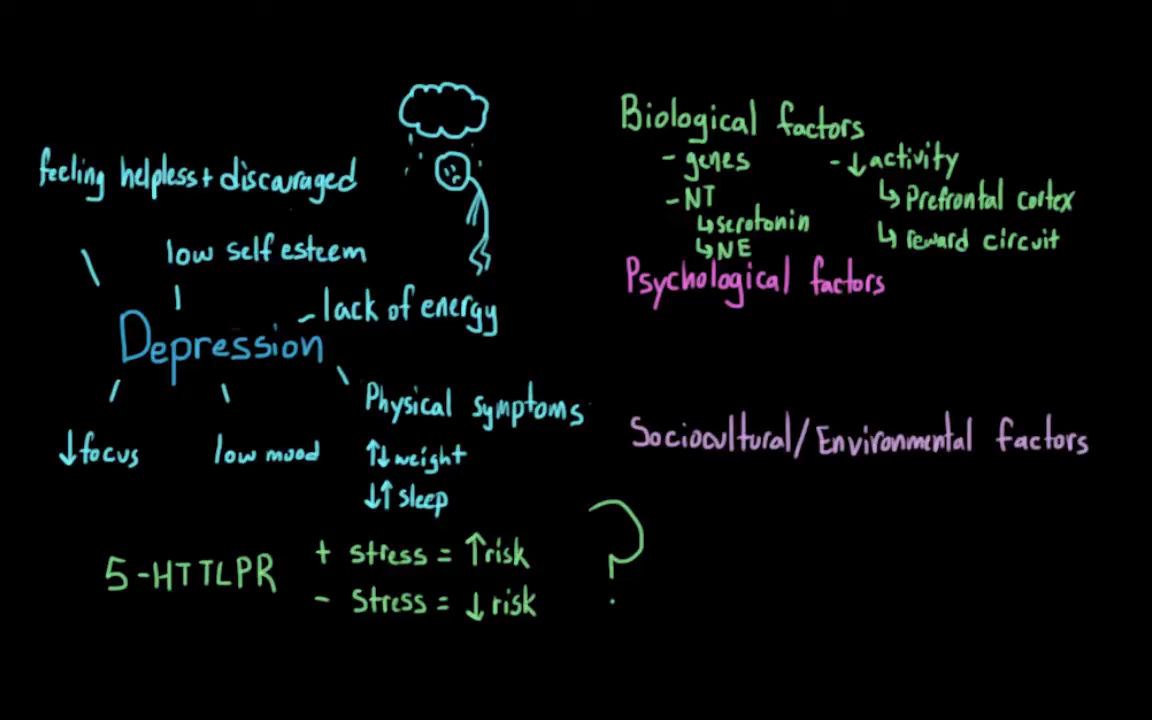 feeling helpless + discouraged
low self esteem
lack of energy
Depression
Physical symptoms
↑↓ weight
↓↑ sleep
↓ focus
low mood
5-HTTLPR
+ stress = ↑ risk
- stress = ↓ risk
?
Biological factors
- genes
- NT
↳ serotonin
↳ NE
- ↓ activity
↳ Prefrontal cortex
↳ reward circuit
Psychological factors
Sociocultural/Environmental factors